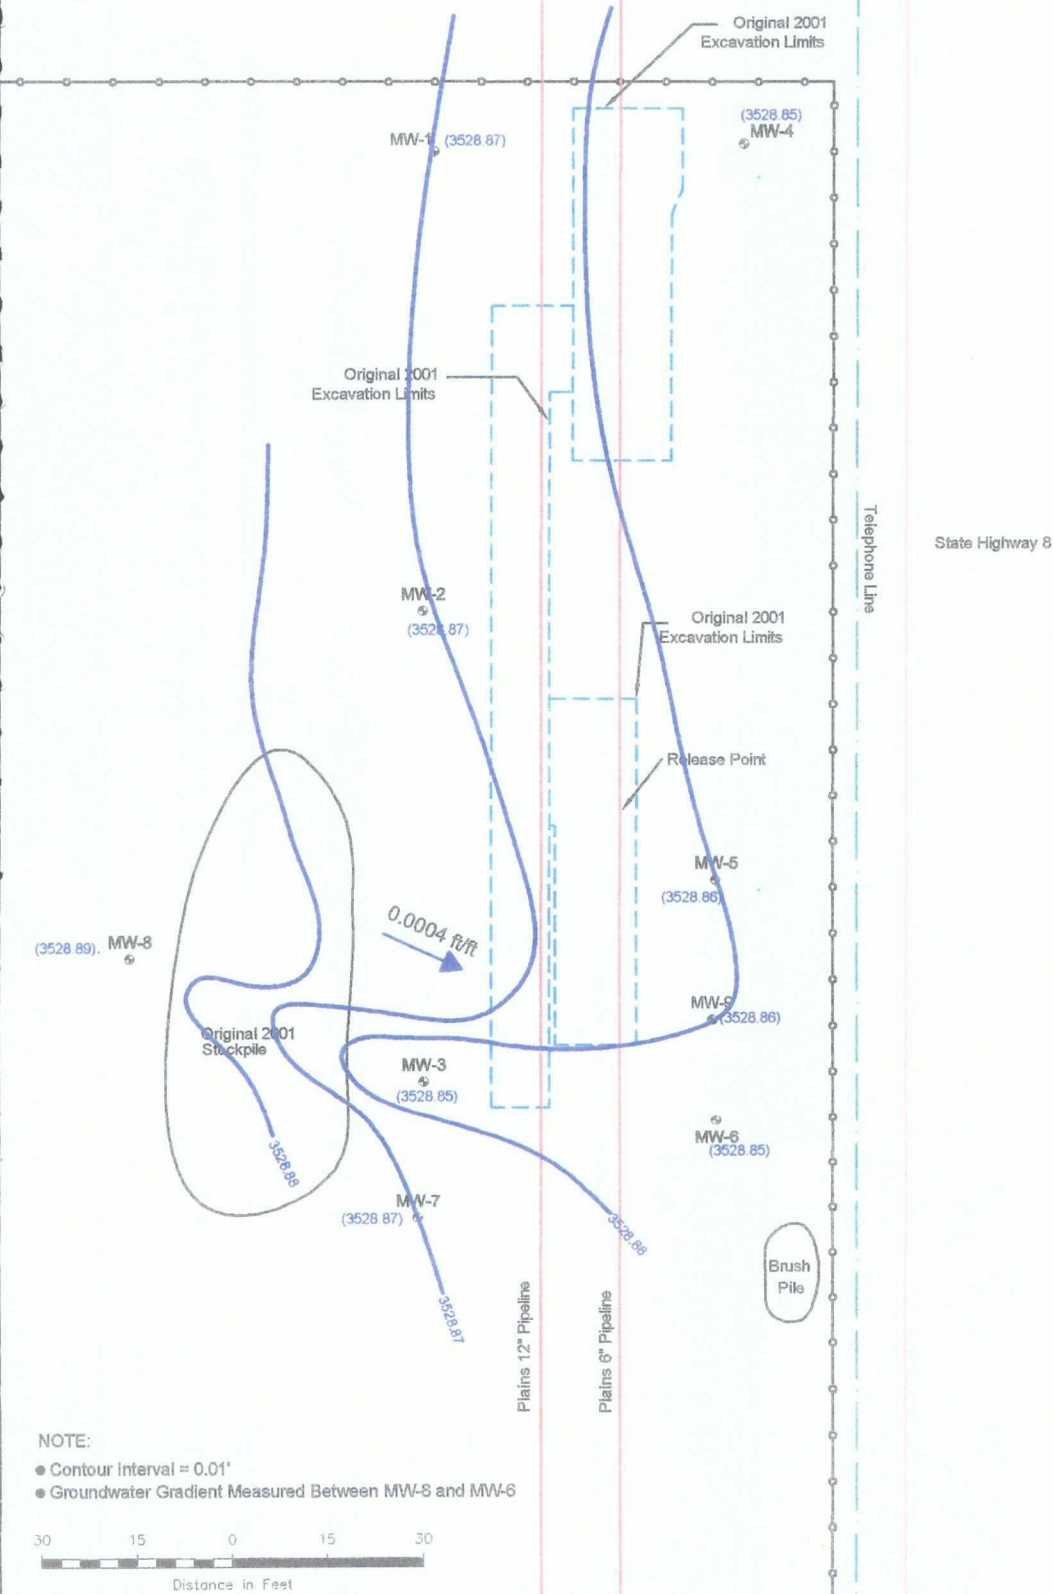 Original 2001
Excavation Limits
(3528.85)
MW-4
MW-1 (3528.87)
Original 2001
Excavation Limits
Telephone Line
State Highway 8
MW-2
(3528.87)
Original 2001
Excavation Limits
Release Point
MW-5
(3528.86)
0.0004 ft/ft
(3528.89). MW-8
MW-9
(3528.86)
Original 2001
Stockpile
MW-3
(3528.85)
MW-6
(3528.85)
3528.88
MW-7
(3528.87)
3528.86
Brush
Pile
3528.87
Plains 12" Pipeline
Plains 6" Pipeline
NOTE:
● Contour Interval = 0.01'
● Groundwater Gradient Measured Between MW-8 and MW-6
30 15 0 15 30
Distance in Feet